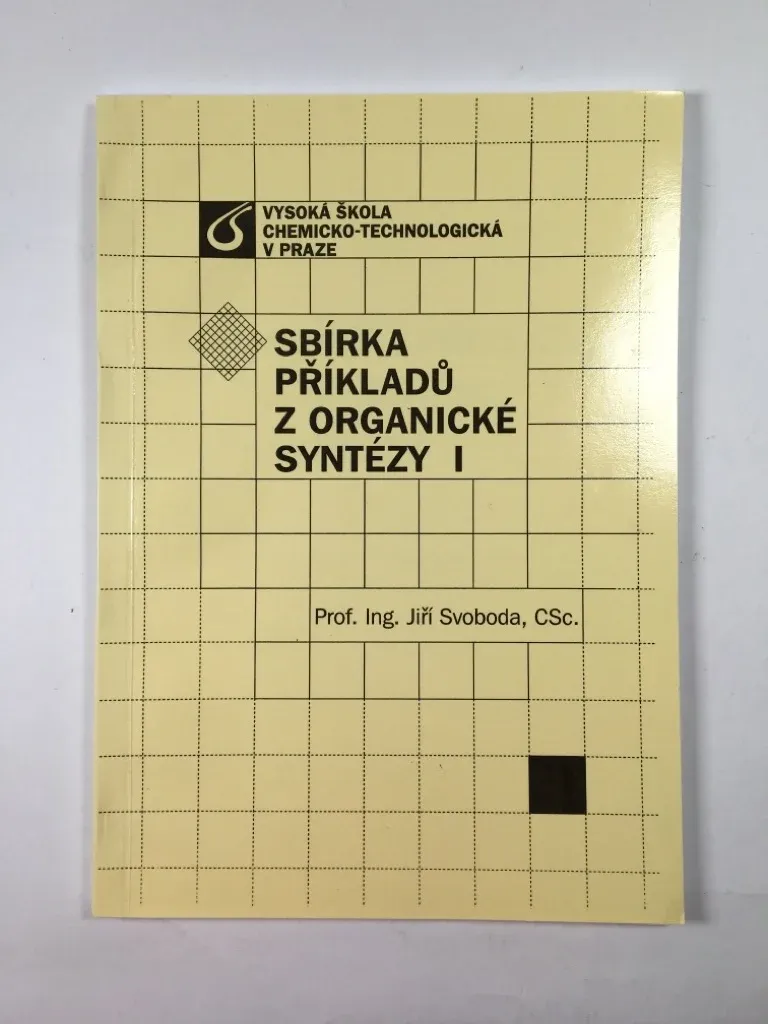 VYSOKÁ ŠKOLA
CHEMICKO-TECHNOLOGICKÁ
V PRAZE
SBÍRKA
PŘÍKLADŮ
Z ORGANICKÉ
SYNTÉZY I
Prof. Ing. Jiří Svoboda, CSc.